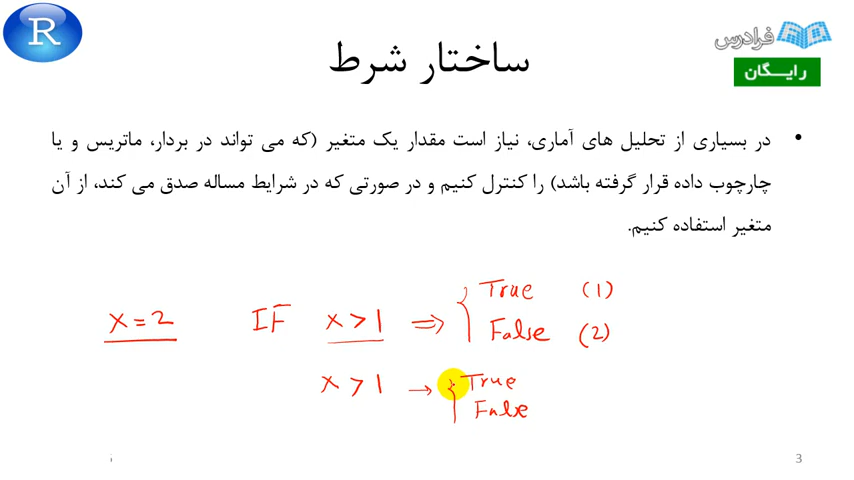 R
فرادرس
رایــگان
ساختار شرط
• در بسیاری از تحلیل های آماری، نیاز است مقدار یک متغیر (که می تواند در بردار، ماتریس و یا
چارچوب داده قرار گرفته باشد) را کنترل کنیم و در صورتی که در شرایط مساله صدق می کند، از آن
متغیر استفاده کنیم.
True (1)
x = 2 IF x > 1 ⇒ {
False (2)
x > 1 → { True
False
3